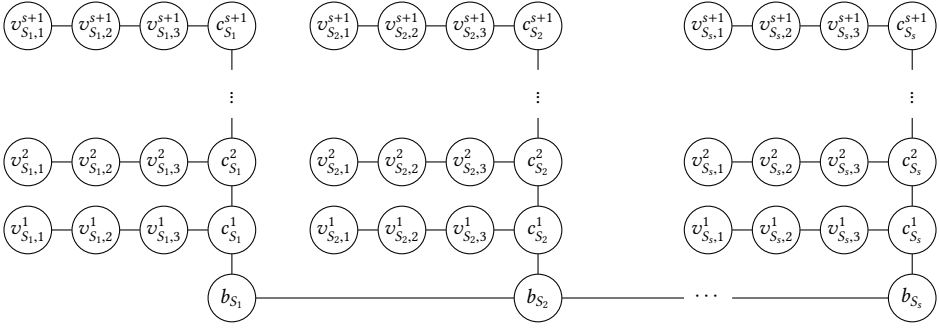 v^{s+1}_{S_1,1} v^{s+1}_{S_1,2} v^{s+1}_{S_1,3} c^{s+1}_{S_1} v^{s+1}_{S_2,1} v^{s+1}_{S_2,2} v^{s+1}_{S_2,3} c^{s+1}_{S_2} v^{s+1}_{S_s,1} v^{s+1}_{S_s,2} v^{s+1}_{S_s,3} c^{s+1}_{S_s}
⋮ ⋮ ⋮
v^2_{S_1,1} v^2_{S_1,2} v^2_{S_1,3} c^2_{S_1} v^2_{S_2,1} v^2_{S_2,2} v^2_{S_2,3} c^2_{S_2} v^2_{S_s,1} v^2_{S_s,2} v^2_{S_s,3} c^2_{S_s}
v^1_{S_1,1} v^1_{S_1,2} v^1_{S_1,3} c^1_{S_1} v^1_{S_2,1} v^1_{S_2,2} v^1_{S_2,3} c^1_{S_2} v^1_{S_s,1} v^1_{S_s,2} v^1_{S_s,3} c^1_{S_s}
b_{S_1} b_{S_2} ⋯ b_{S_s}